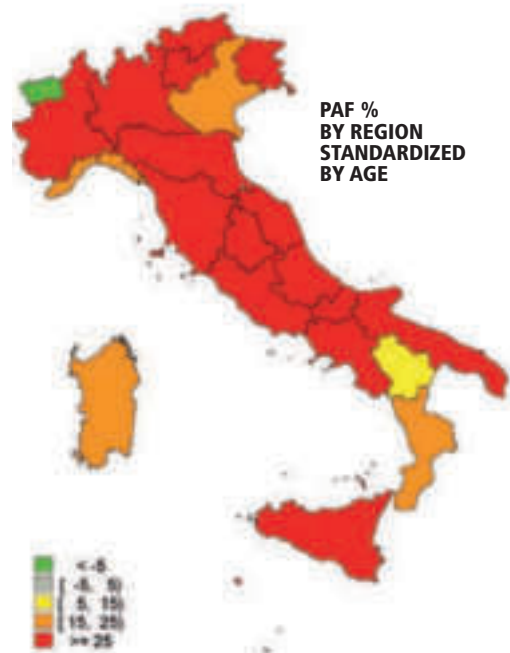 PAF %
BY REGION
STANDARDIZED
BY AGE
< -5
-5, 5)
5, 15)
15, 25)
>= 25